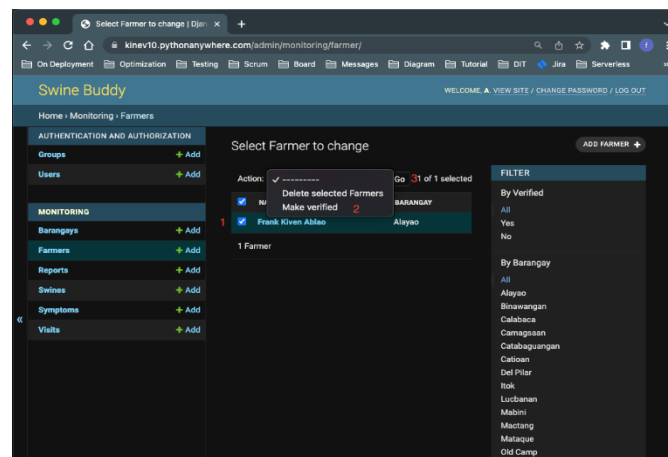 Select Farmer to change | Djan
kinev10.pythonanywhere.com/admin/monitoring/farmer/
On Deployment Optimization Testing Scrum Board Messages Diagram Tutorial DIT Jira Serverless
Swine Buddy
WELCOME, A. VIEW SITE / CHANGE PASSWORD / LOG OUT
Home › Monitoring › Farmers
AUTHENTICATION AND AUTHORIZATION
Groups + Add
Users + Add
MONITORING
Barangays + Add
Farmers + Add
Reports + Add
Swines + Add
Symptoms + Add
Visits + Add
«
Select Farmer to change
ADD FARMER +
Action: ✓ --------- Go 3 1 of 1 selected
Delete selected Farmers
Make verified 2
NA BARANGAY
1 Frank Kiven Ablao Alayao
1 Farmer
FILTER
By Verified
All
Yes
No
By Barangay
All
Alayao
Binawangan
Calabaca
Camagsaan
Catabaguangan
Catioan
Del Pilar
Itok
Lucbanan
Mabini
Mactang
Mataque
Old Camp